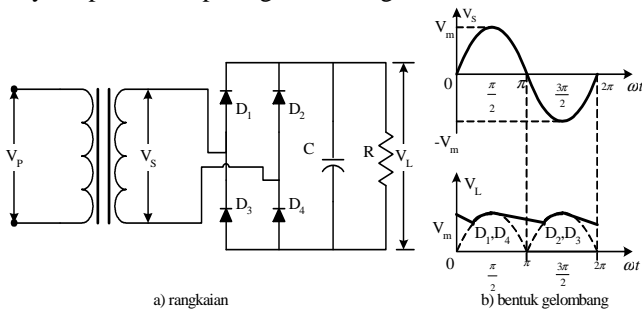 V_P
V_S
D_1
D_2
D_3
D_4
C
R
V_L
a) rangkaian
V_S
V_m
0
π/2
π
3π/2
2π
ωt
-V_m
V_L
V_m
D_1,D_4
D_2,D_3
0
π/2
π
3π/2
2π
ωt
b) bentuk gelombang